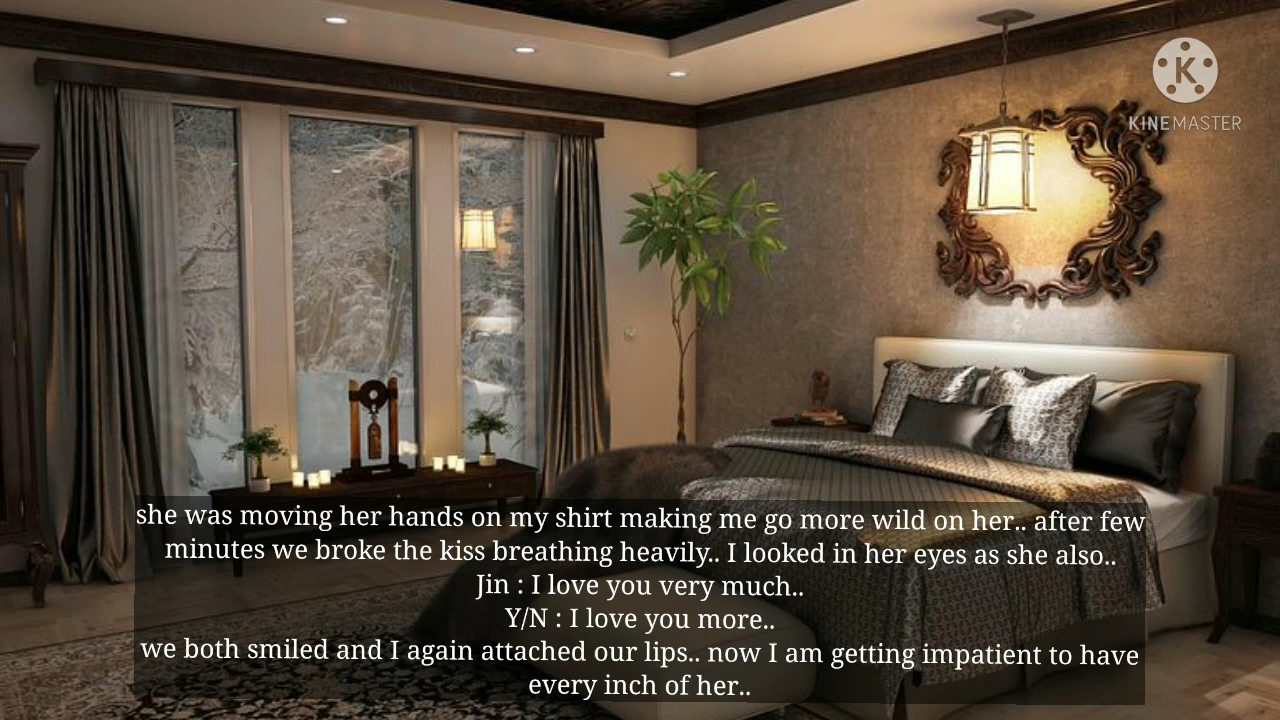 KINEMASTER
she was moving her hands on my shirt making me go more wild on her.. after few
minutes we broke the kiss breathing heavily.. I looked in her eyes as she also..
Jin : I love you very much..
Y/N : I love you more..
we both smiled and I again attached our lips.. now I am getting impatient to have
every inch of her..